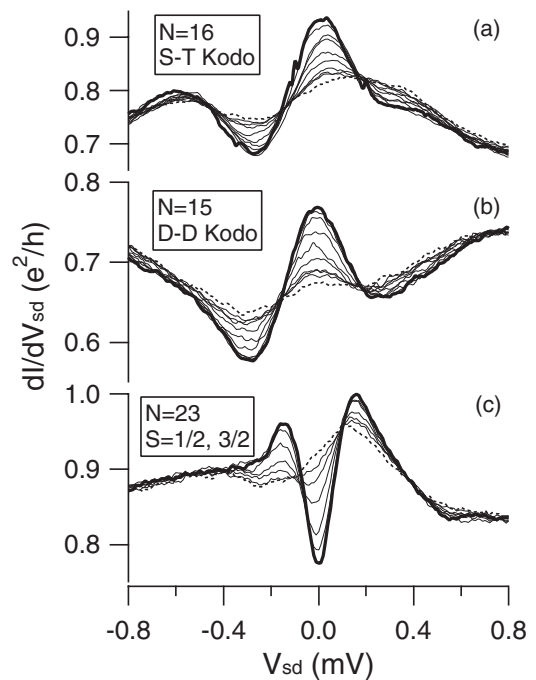 (a)
N=16
S-T Kodo
0.9
0.8
0.7
(b)
N=15
D-D Kodo
0.8
0.7
0.6
dI/dVsd (e²/h)
(c)
N=23
S=1/2, 3/2
1.0
0.9
0.8
-0.8 -0.4 0.0 0.4 0.8
Vsd (mV)